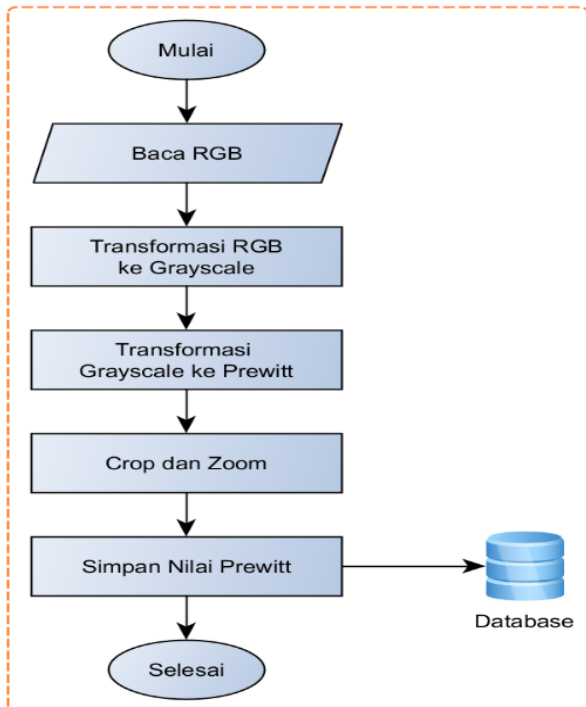 Mulai
Baca RGB
Transformasi RGB
ke Grayscale
Transformasi
Grayscale ke Prewitt
Crop dan Zoom
Simpan Nilai Prewitt
Database
Selesai